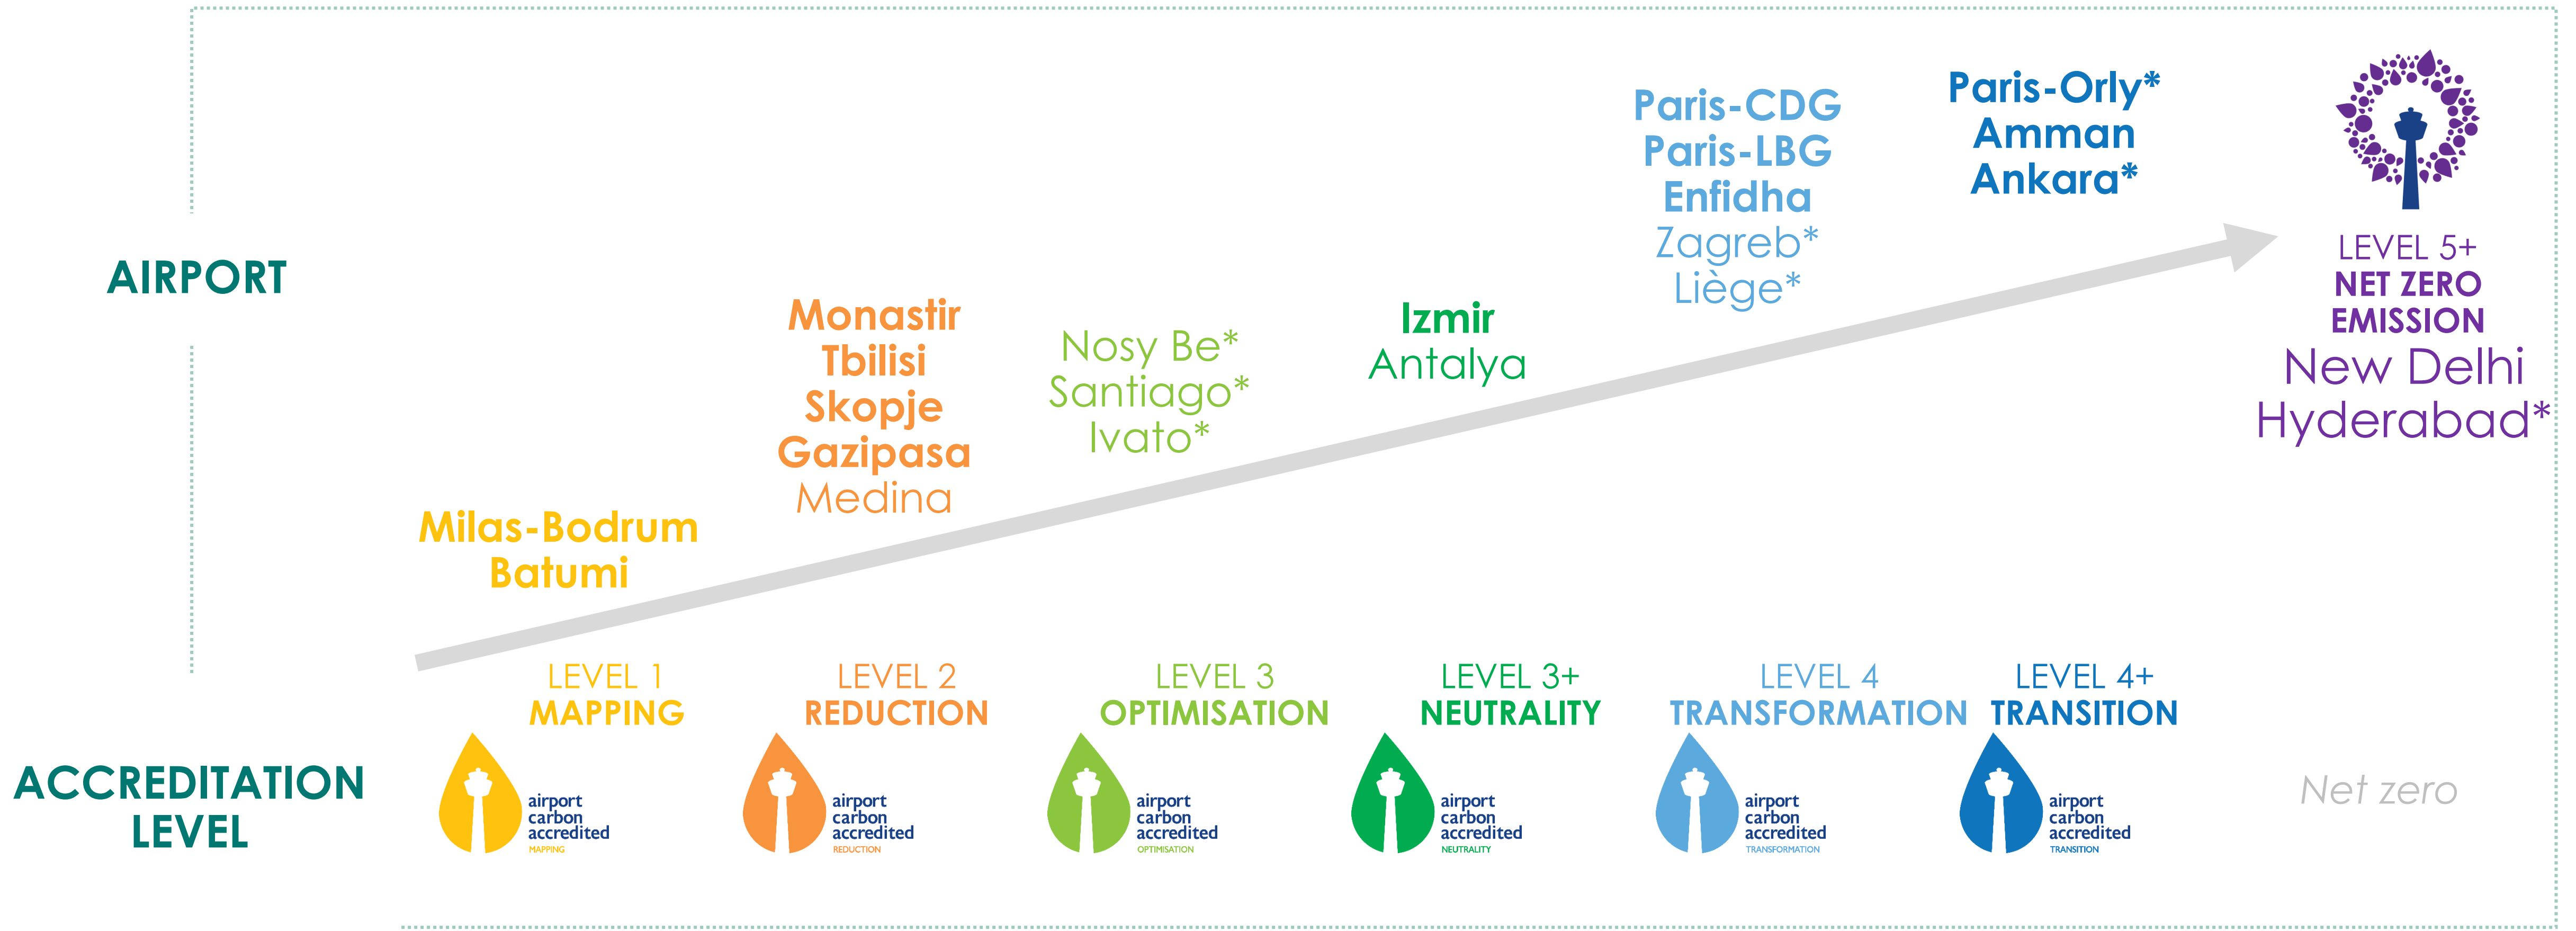 AIRPORT
Milas-Bodrum
Batumi
Monastir
Tbilisi
Skopje
Gazipasa
Medina
Nosy Be*
Santiago*
Ivato*
Izmir
Antalya
Paris-CDG
Paris-LBG
Enfidha
Zagreb*
Liège*
Paris-Orly*
Amman
Ankara*
LEVEL 5+
NET ZERO
EMISSION
New Delhi
Hyderabad*
ACCREDITATION
LEVEL
LEVEL 1
MAPPING
airport
carbon
accredited
MAPPING
LEVEL 2
REDUCTION
airport
carbon
accredited
REDUCTION
LEVEL 3
OPTIMISATION
airport
carbon
accredited
OPTIMISATION
LEVEL 3+
NEUTRALITY
airport
carbon
accredited
NEUTRALITY
LEVEL 4
TRANSFORMATION
airport
carbon
accredited
TRANSFORMATION
LEVEL 4+
TRANSITION
airport
carbon
accredited
TRANSITION
Net zero